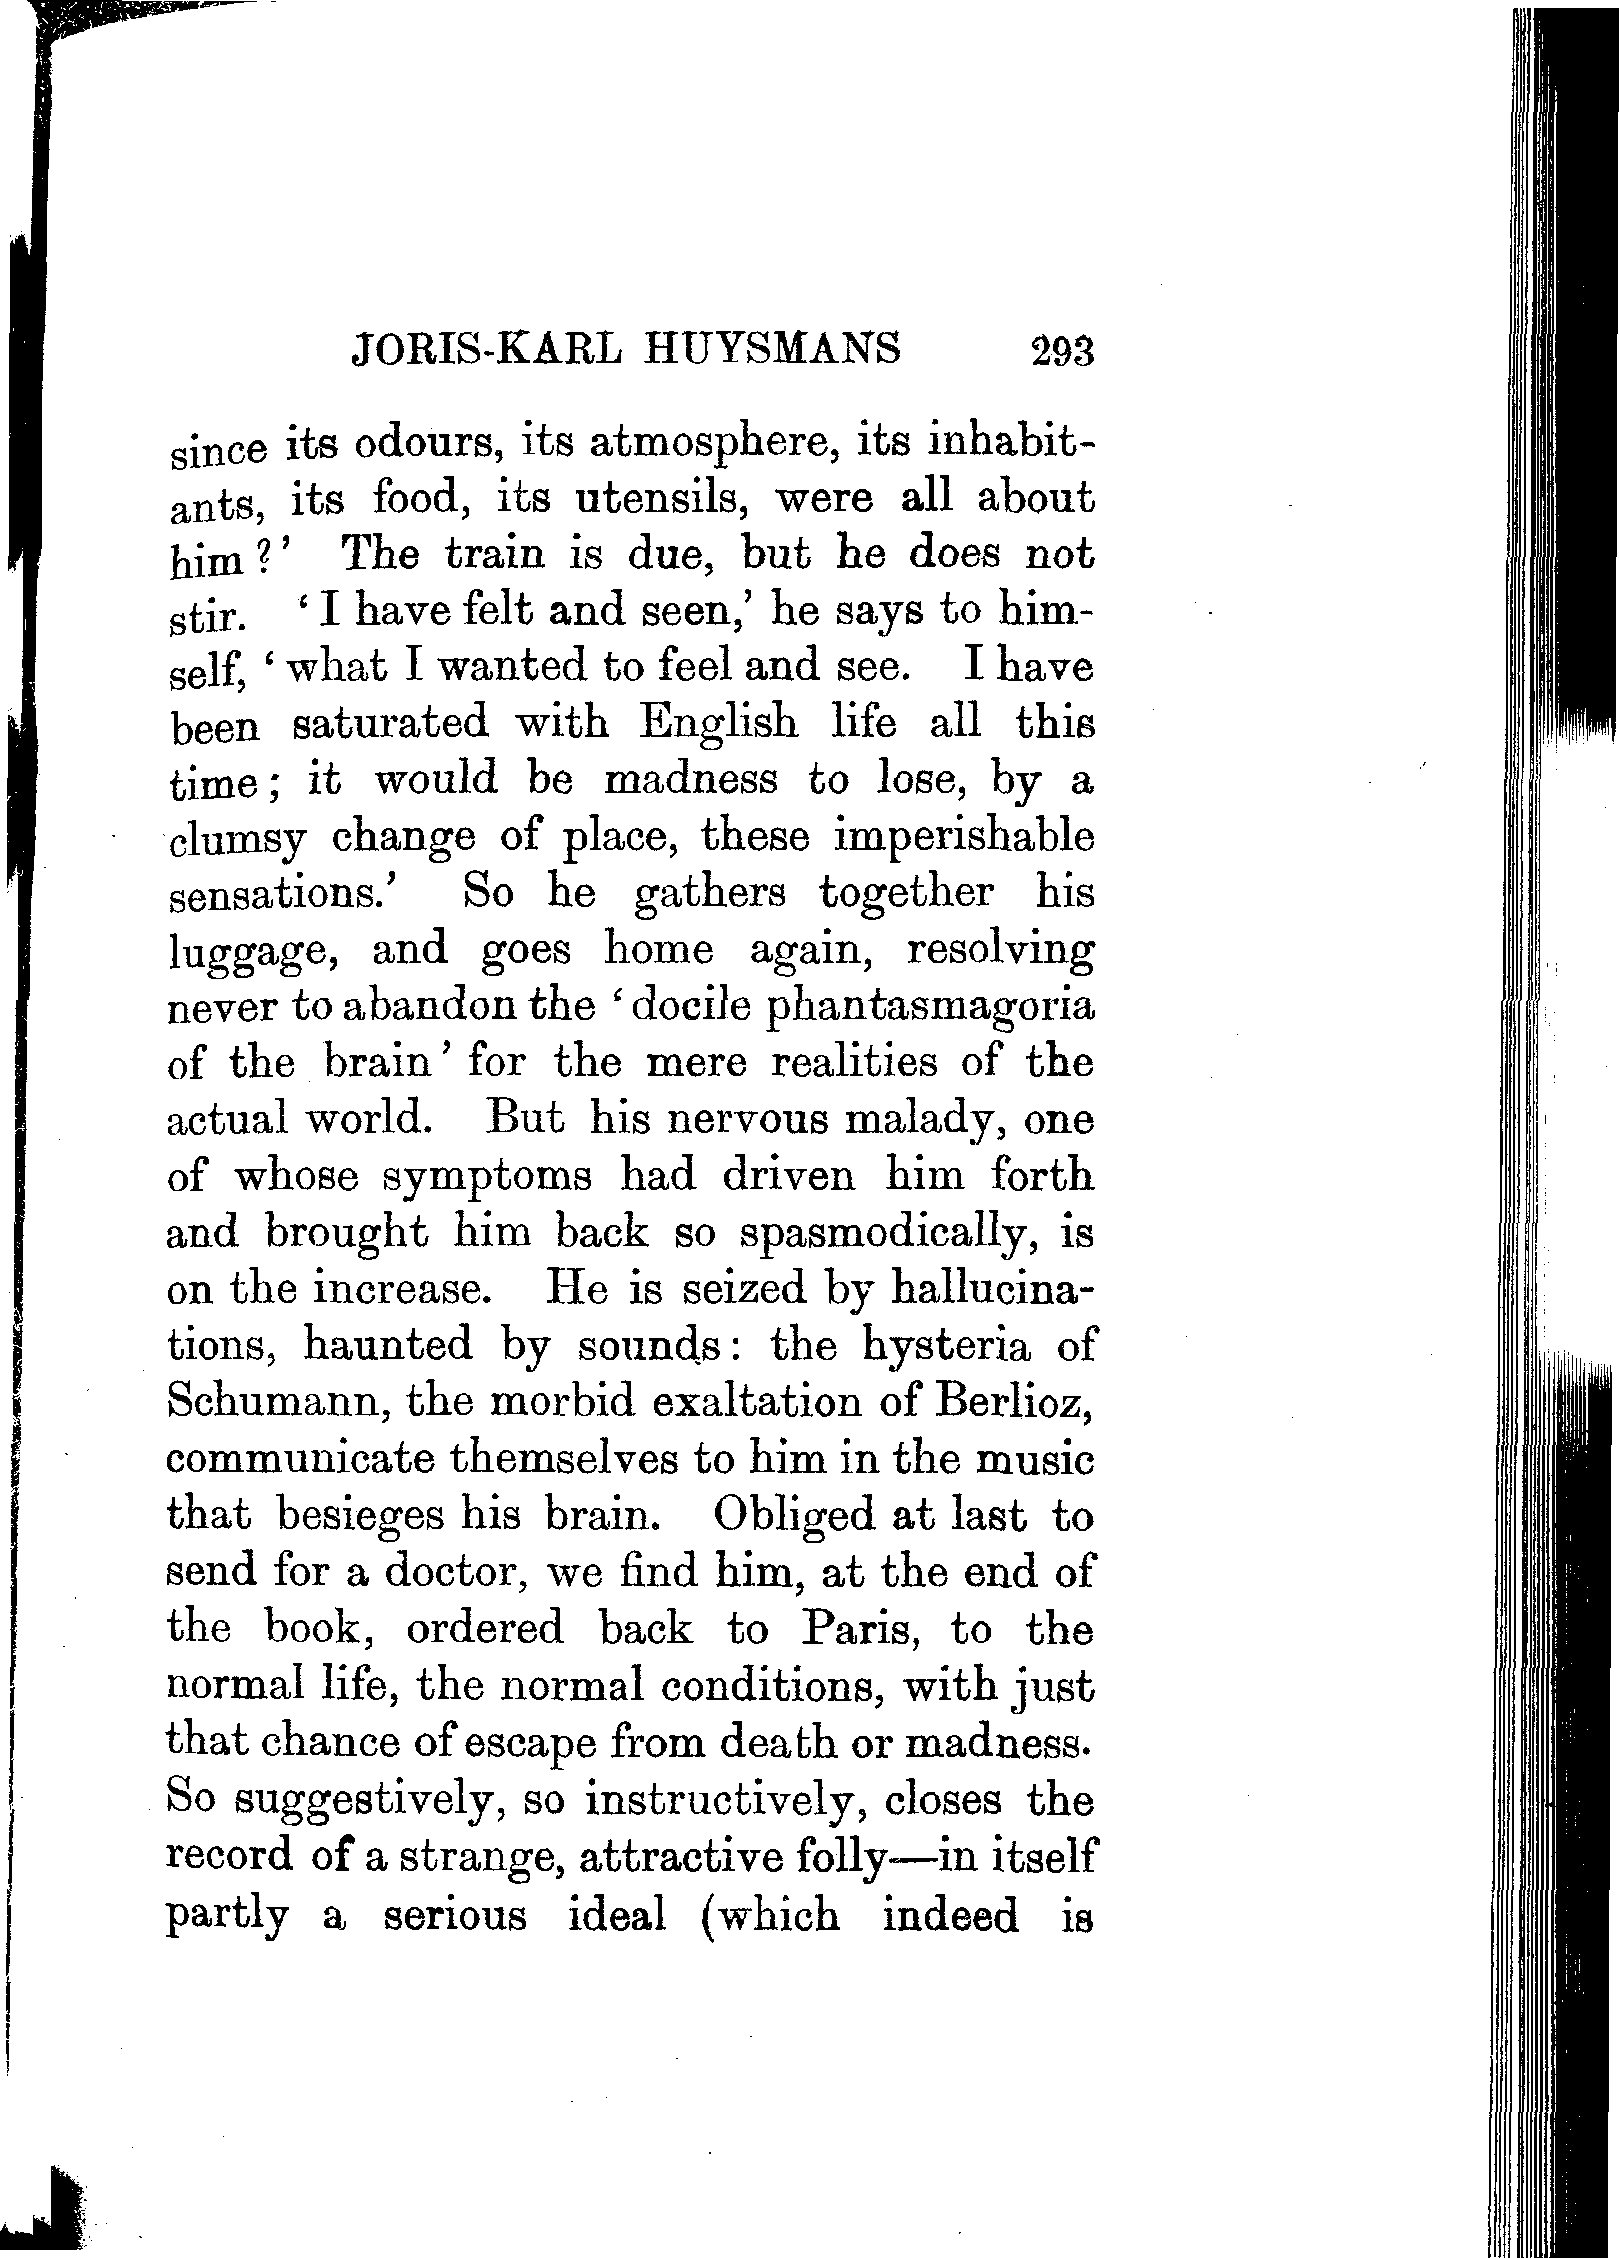 JORIS-KARL HUYSMANS 293
since its odours, its atmosphere, its inhabit-
ants, its food, its utensils, were all about
him?' The train is due, but he does not
stir. 'I have felt and seen,' he says to him-
self, 'what I wanted to feel and see. I have
been saturated with English life all this
time; it would be madness to lose, by a
clumsy change of place, these imperishable
sensations.' So he gathers together his
luggage, and goes home again, resolving
never to abandon the 'docile phantasmagoria
of the brain' for the mere realities of the
actual world. But his nervous malady, one
of whose symptoms had driven him forth
and brought him back so spasmodically, is
on the increase. He is seized by hallucina-
tions, haunted by sounds: the hysteria of
Schumann, the morbid exaltation of Berlioz,
communicate themselves to him in the music
that besieges his brain. Obliged at last to
send for a doctor, we find him, at the end of
the book, ordered back to Paris, to the
normal life, the normal conditions, with just
that chance of escape from death or madness.
So suggestively, so instructively, closes the
record of a strange, attractive folly—in itself
partly a serious ideal (which indeed is